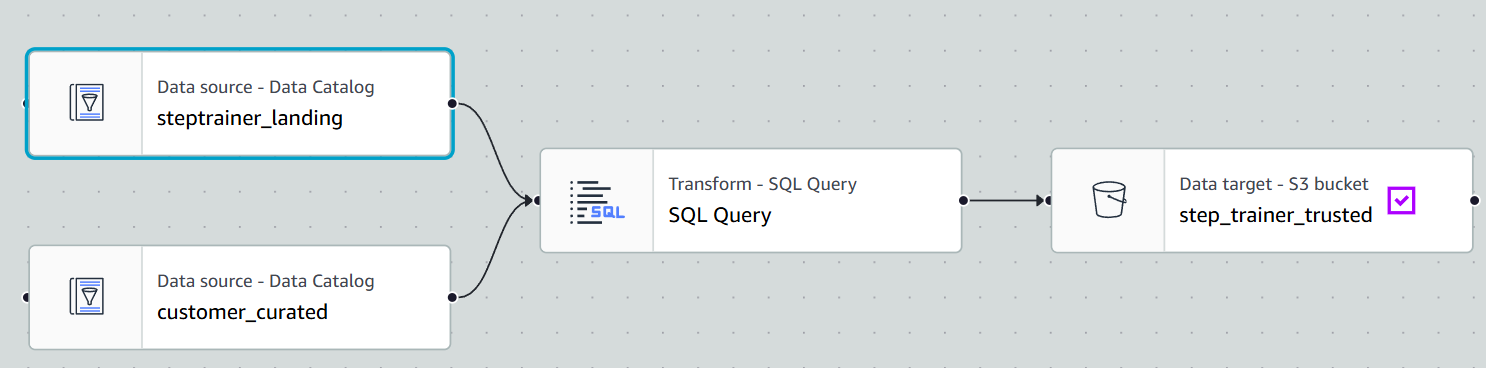 Data source - Data Catalog
steptrainer_landing
Data source - Data Catalog
customer_curated
SQL
Transform - SQL Query
SQL Query
Data target - S3 bucket
step_trainer_trusted